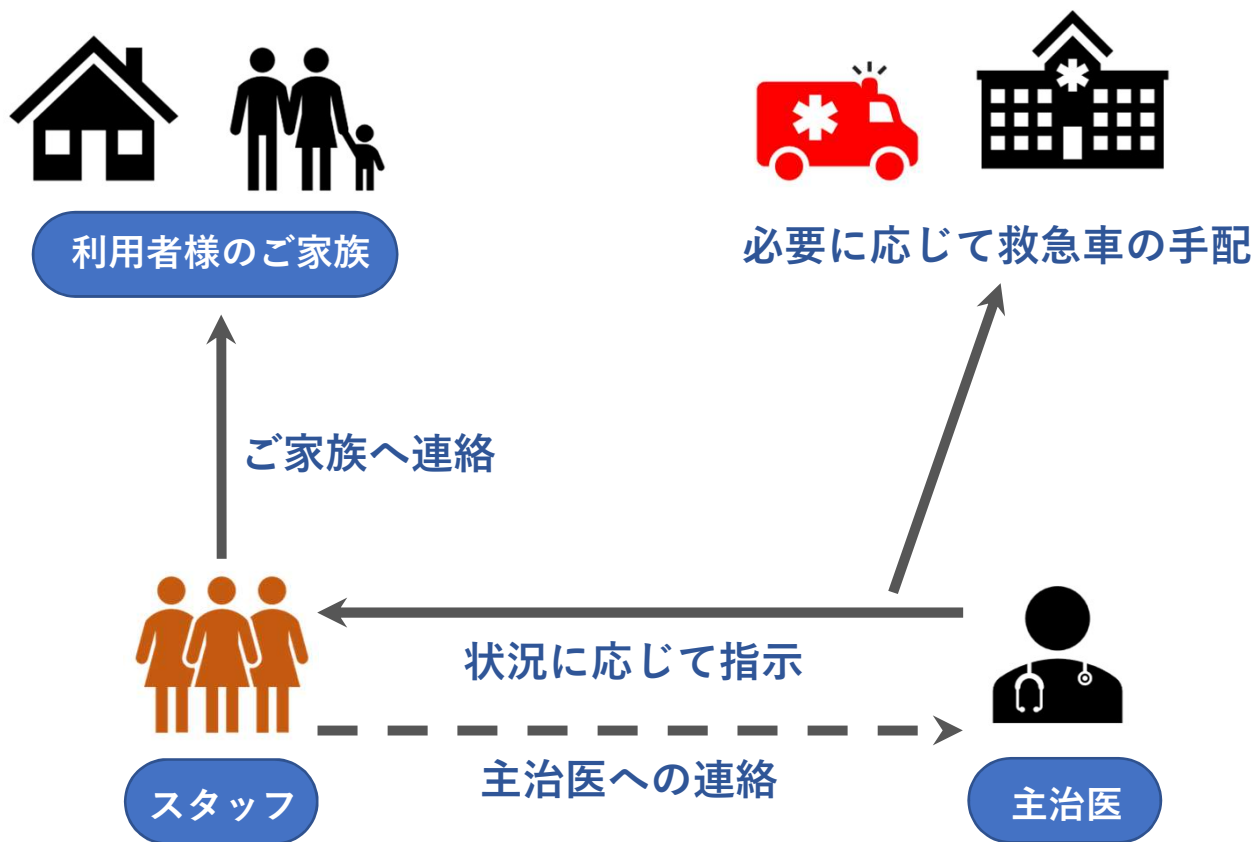 利用者様のご家族
必要に応じて救急車の手配
ご家族へ連絡
状況に応じて指示
主治医への連絡
スタッフ
主治医